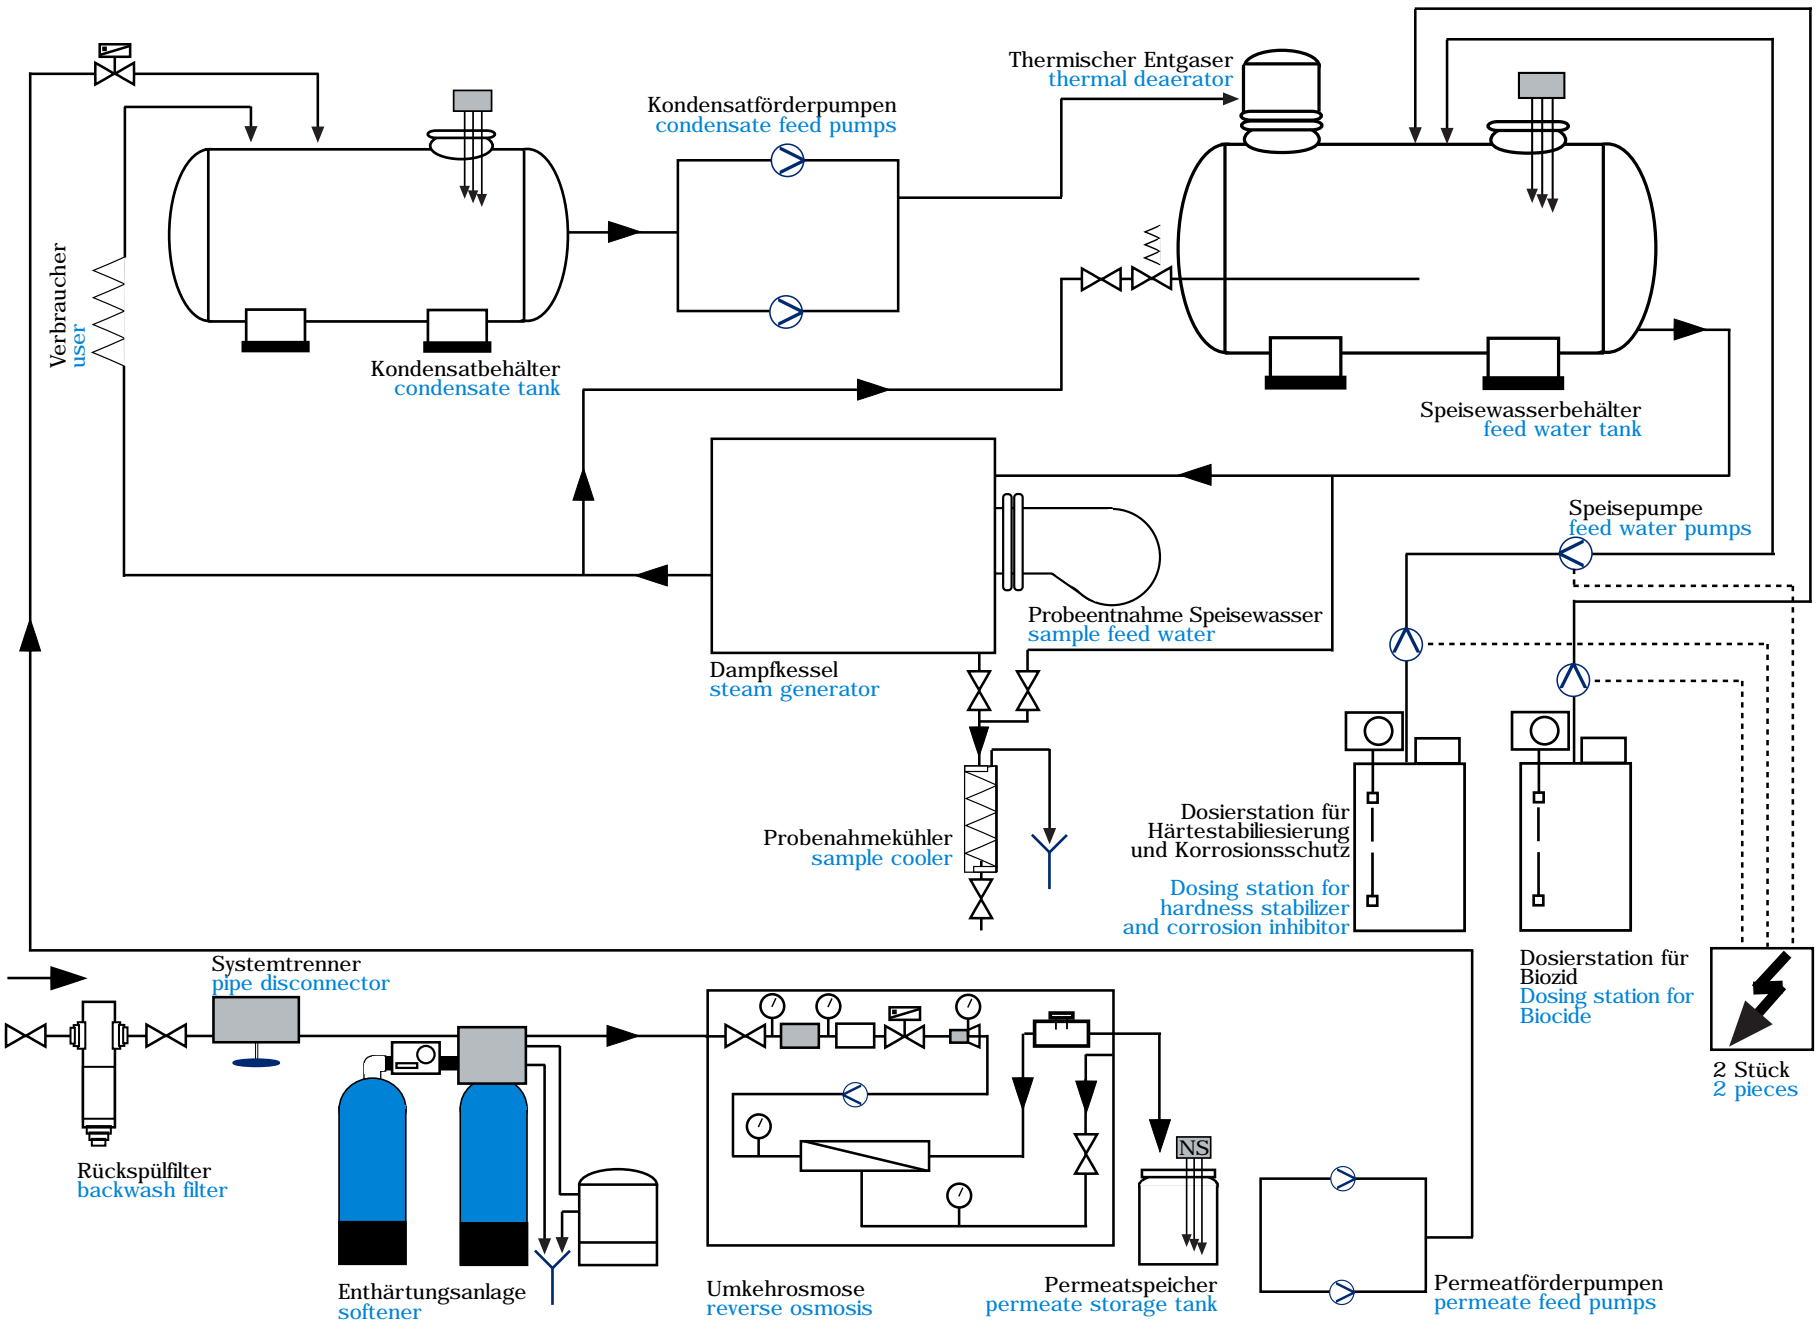 Thermischer Entgaser
thermal deaerator
Kondensatförderpumpen
condensate feed pumps
Verbraucher
user
Kondensatbehälter
condensate tank
Speisewasserbehälter
feed water tank
Speisepumpe
feed water pumps
Probeentnahme Speisewasser
sample feed water
Dampfkessel
steam generator
Probenahmekühler
sample cooler
Dosierstation für
Härtestabiliesierung
und Korrosionsschutz
Dosing station for
hardness stabilizer
and corrosion inhibitor
Dosierstation für
Biozid
Dosing station for
Biocide
2 Stück
2 pieces
Systemtrenner
pipe disconnector
Rückspülfilter
backwash filter
NS
Enthärtungsanlage
softener
Umkehrosmose
reverse osmosis
Permeatspeicher
permeate storage tank
Permeatförderpumpen
permeate feed pumps